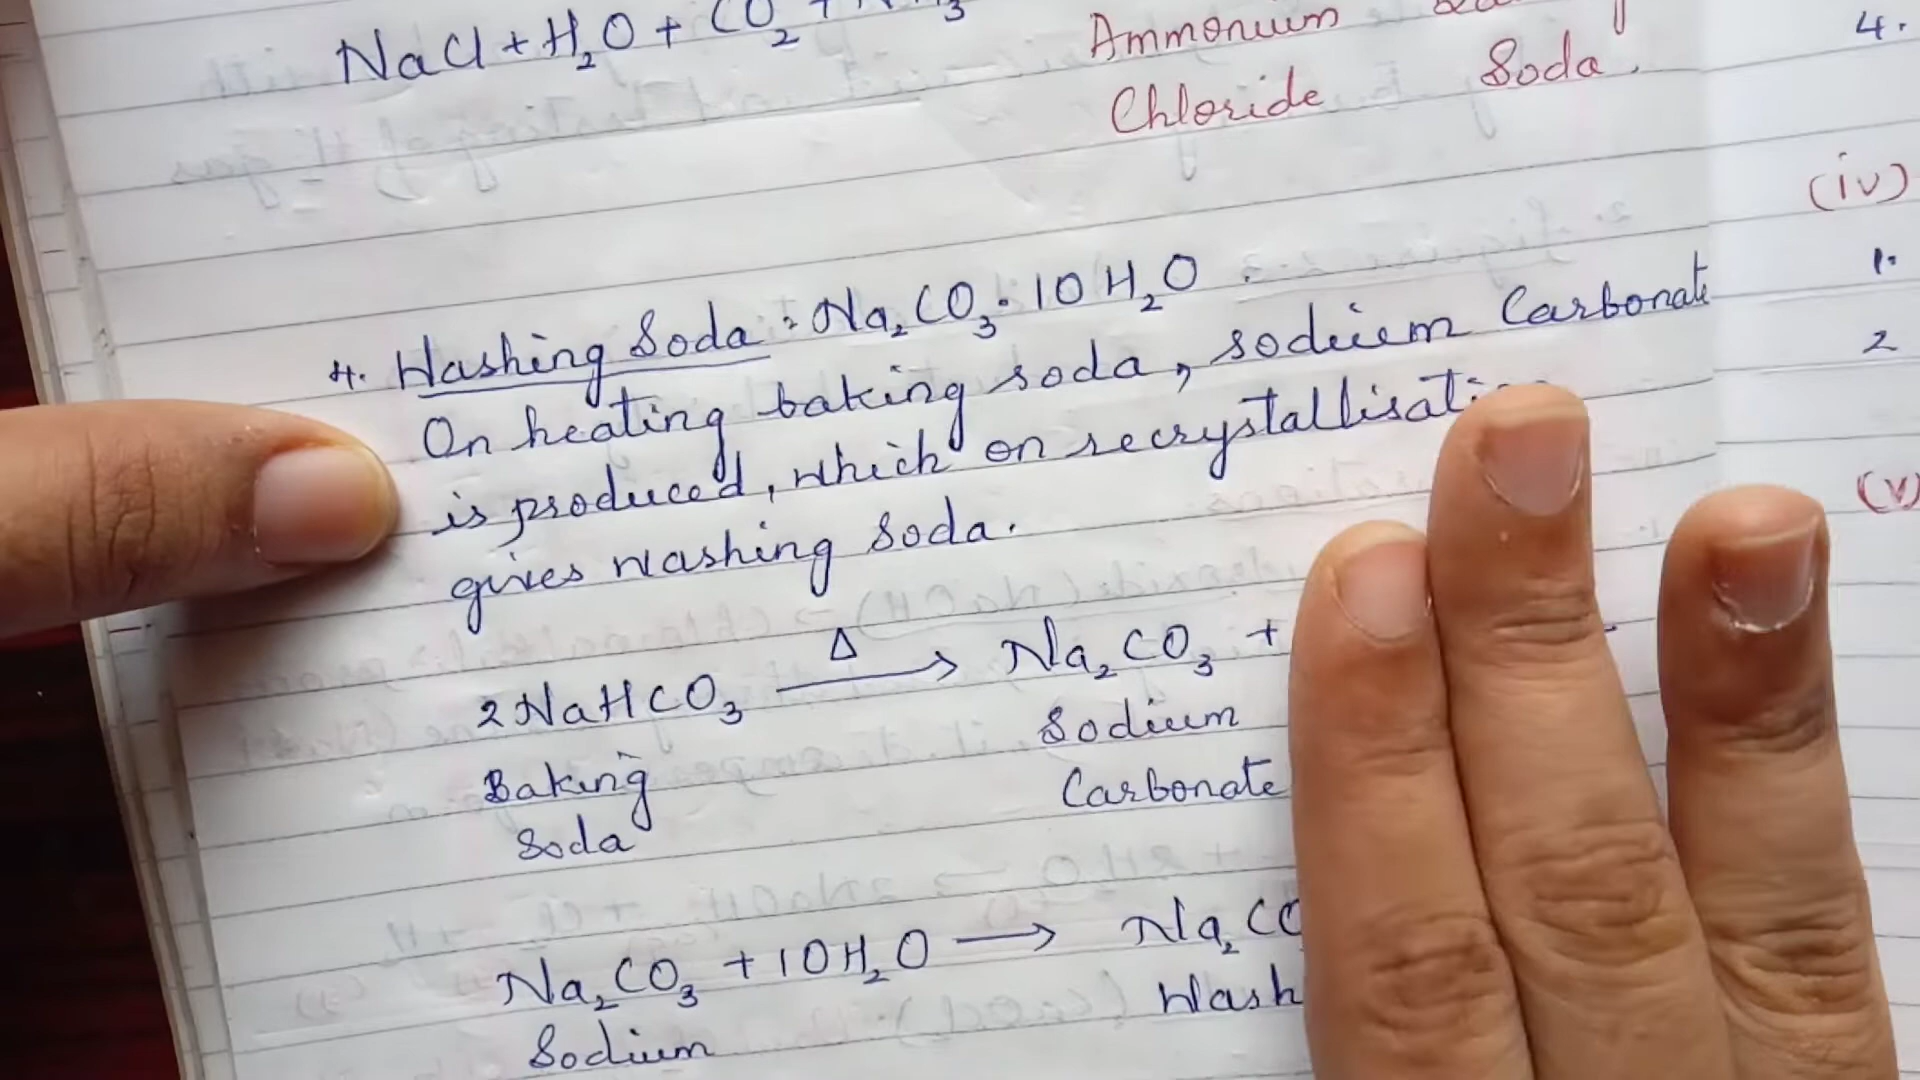 NaCl + H₂O + CO₂ +
Ammonium
Chloride Soda.
4.
(iv)
1.
4. Washing Soda : Na₂CO₃·10H₂O.
2
On heating baking soda, sodium Carbonate
is produced, which on recrystallisati
(v)
gives washing soda.
2NaHCO₃ —Δ→ Na₂CO₃ +
Baking Sodium
Soda Carbonate
Na₂CO₃ + 10H₂O → Na₂CO
Sodium Wash